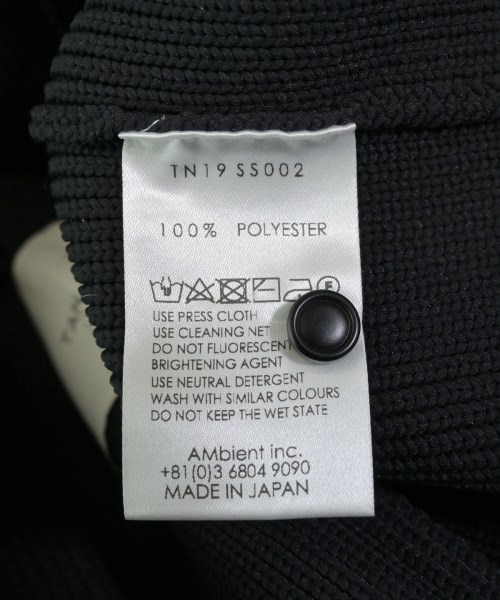 TN19 SS002
100% POLYESTER
USE PRESS CLOTH
USE CLEANING NET
DO NOT FLUORESCENT
BRIGHTENING AGENT
USE NEUTRAL DETERGENT
WASH WITH SIMILAR COLOURS
DO NOT KEEP THE WET STATE
AMbient inc.
+81(0)3 6804 9090
MADE IN JAPAN